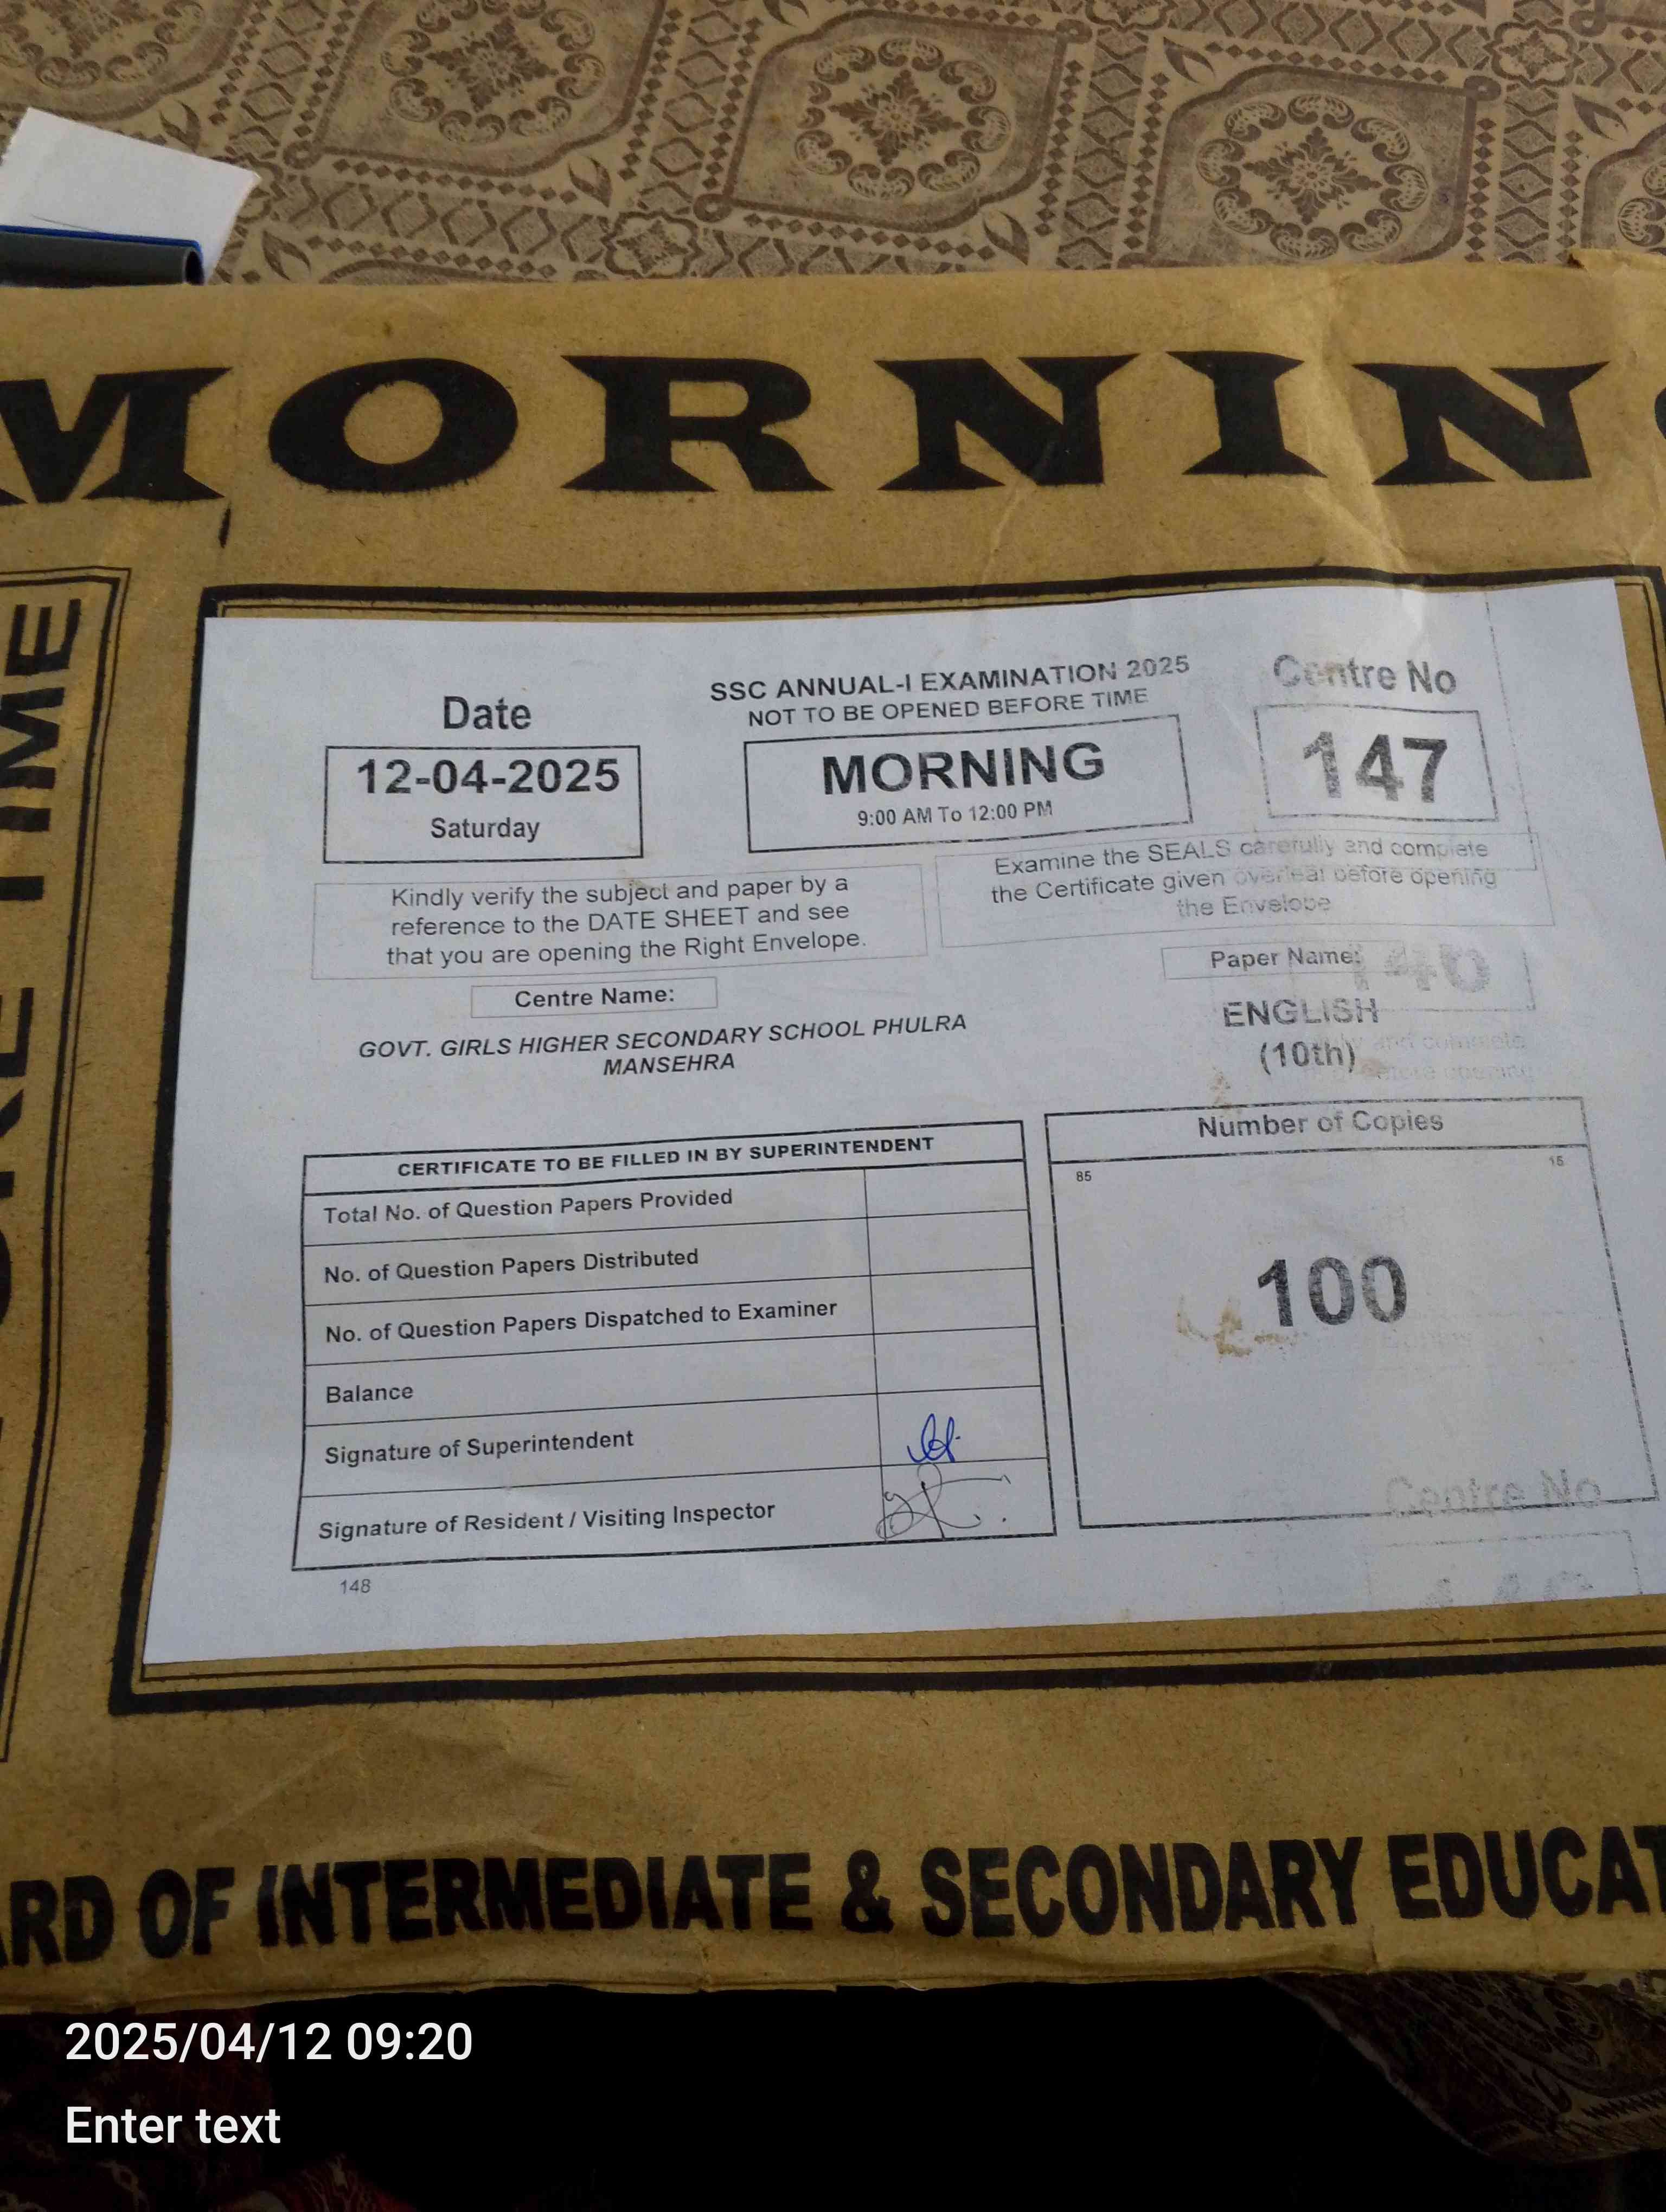 MORNIN
TIME
Date
12-04-2025
Saturday
SSC ANNUAL-I EXAMINATION 2025
NOT TO BE OPENED BEFORE TIME
MORNING
9:00 AM To 12:00 PM
Centre No
147
Kindly verify the subject and paper by a
reference to the DATE SHEET and see
that you are opening the Right Envelope.
Examine the SEALS carefully and complete
the Certificate given overleaf before opening
the Envelope
Centre Name:
GOVT. GIRLS HIGHER SECONDARY SCHOOL PHULRA
MANSEHRA
Paper Name:
ENGLISH
(10th)
CERTIFICATE TO BE FILLED IN BY SUPERINTENDENT
Total No. of Question Papers Provided
No. of Question Papers Distributed
No. of Question Papers Dispatched to Examiner
Balance
Signature of Superintendent
Signature of Resident / Visiting Inspector
148
Number of Copies
85 15
100
Centre No
ARD OF INTERMEDIATE & SECONDARY EDUCAT
2025/04/12 09:20
Enter text